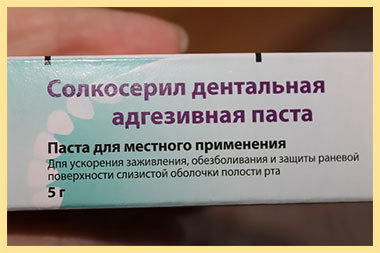 Солкосерил дентальная
адгезивная паста
Паста для местного применения
Для ускорения заживления, обезболивания и защиты раневой
поверхности слизистой оболочки полости рта
5 г